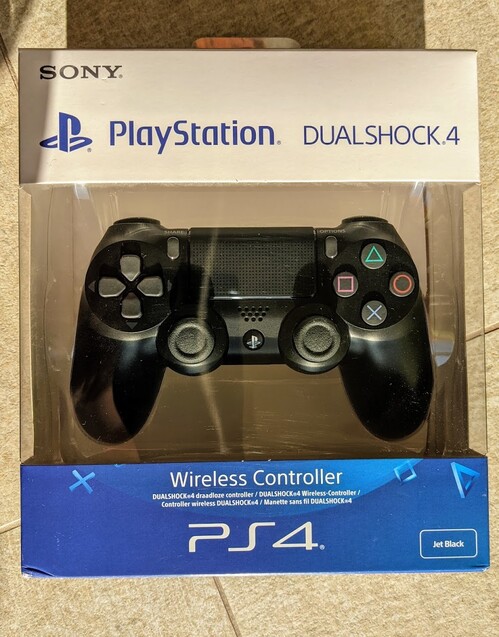 SONY®
PlayStation® DUALSHOCK®4
SHARE OPTIONS
Wireless Controller
DUALSHOCK®4 draadloze controller / DUALSHOCK®4 Wireless-Controller /
Controller wireless DUALSHOCK®4 / Manette sans fil DUALSHOCK®4
PS4®
Jet Black